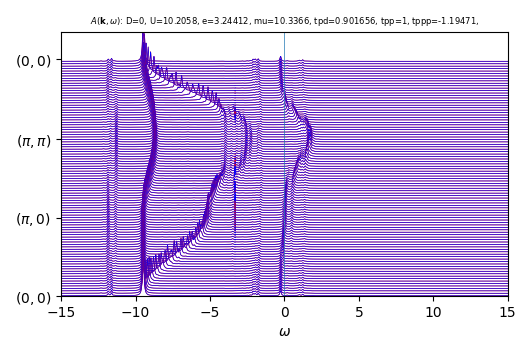 A(k, ω): D=0, U=10.2058, e=3.24412, mu=10.3366, tpd=0.901656, tpp=1, tppp=-1.19471,
(0, 0)
(π, π)
(π, 0)
(0, 0)
−15 −10 −5 0 5 10 15
ω